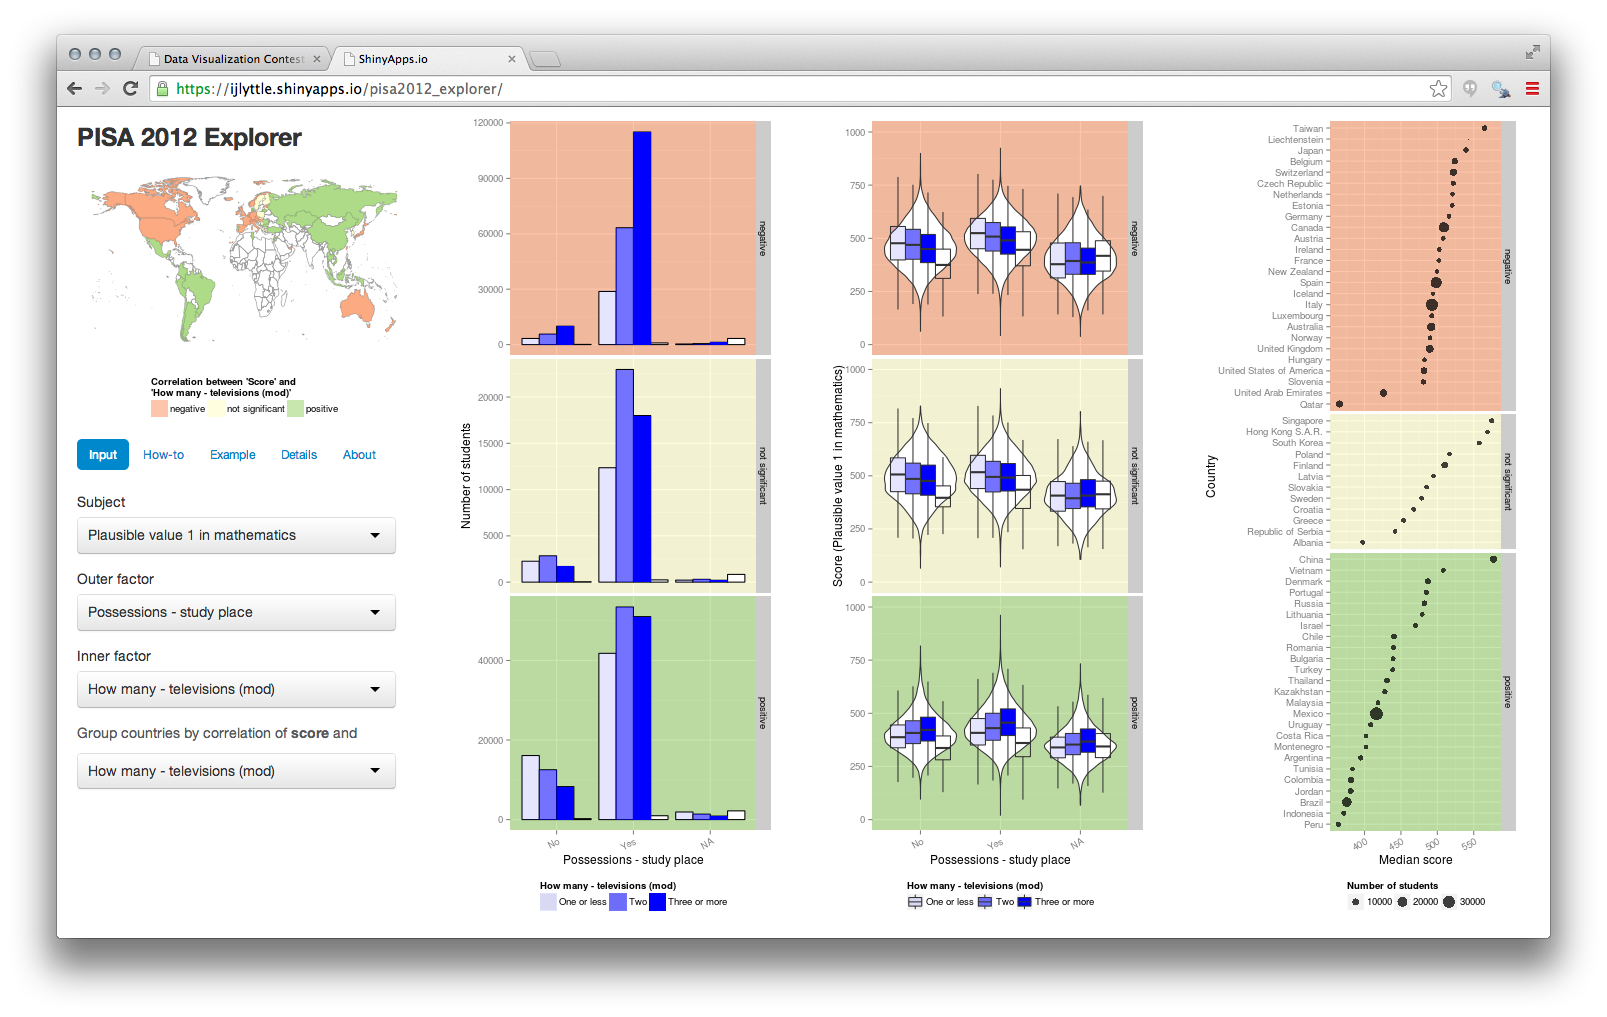 Data Visualization Contest
ShinyApps.io
https://ijlyttle.shinyapps.io/pisa2012_explorer/
PISA 2012 Explorer
Correlation between 'Score' and
'How many - televisions (mod)'
negative not significant positive
Input How-to Example Details About
Subject
Plausible value 1 in mathematics
Outer factor
Possessions - study place
Inner factor
How many - televisions (mod)
Group countries by correlation of score and
How many - televisions (mod)
Number of students
120000
90000
60000
30000
0
negative
20000
15000
10000
5000
0
not significant
40000
20000
0
positive
No Yes NA
Possessions - study place
How many - televisions (mod)
One or less Two Three or more
Score (Plausible value 1 in mathematics)
1000
750
500
250
0
negative
1000
750
500
250
0
not significant
1000
750
500
250
0
positive
No Yes NA
Possessions - study place
How many - televisions (mod)
One or less Two Three or more
Country
Taiwan
Liechtenstein
Japan
Belgium
Switzerland
Czech Republic
Netherlands
Estonia
Germany
Canada
Austria
Ireland
France
New Zealand
Spain
Iceland
Italy
Luxembourg
Australia
Norway
United Kingdom
Hungary
United States of America
Slovenia
United Arab Emirates
Qatar
negative
Singapore
Hong Kong S.A.R.
South Korea
Poland
Finland
Latvia
Slovakia
Sweden
Croatia
Greece
Republic of Serbia
Albania
not significant
China
Vietnam
Denmark
Portugal
Russia
Lithuania
Israel
Chile
Romania
Bulgaria
Turkey
Thailand
Kazakhstan
Malaysia
Mexico
Uruguay
Costa Rica
Montenegro
Argentina
Tunisia
Colombia
Jordan
Brazil
Indonesia
Peru
positive
400 450 500 550
Median score
Number of students
10000 20000 30000